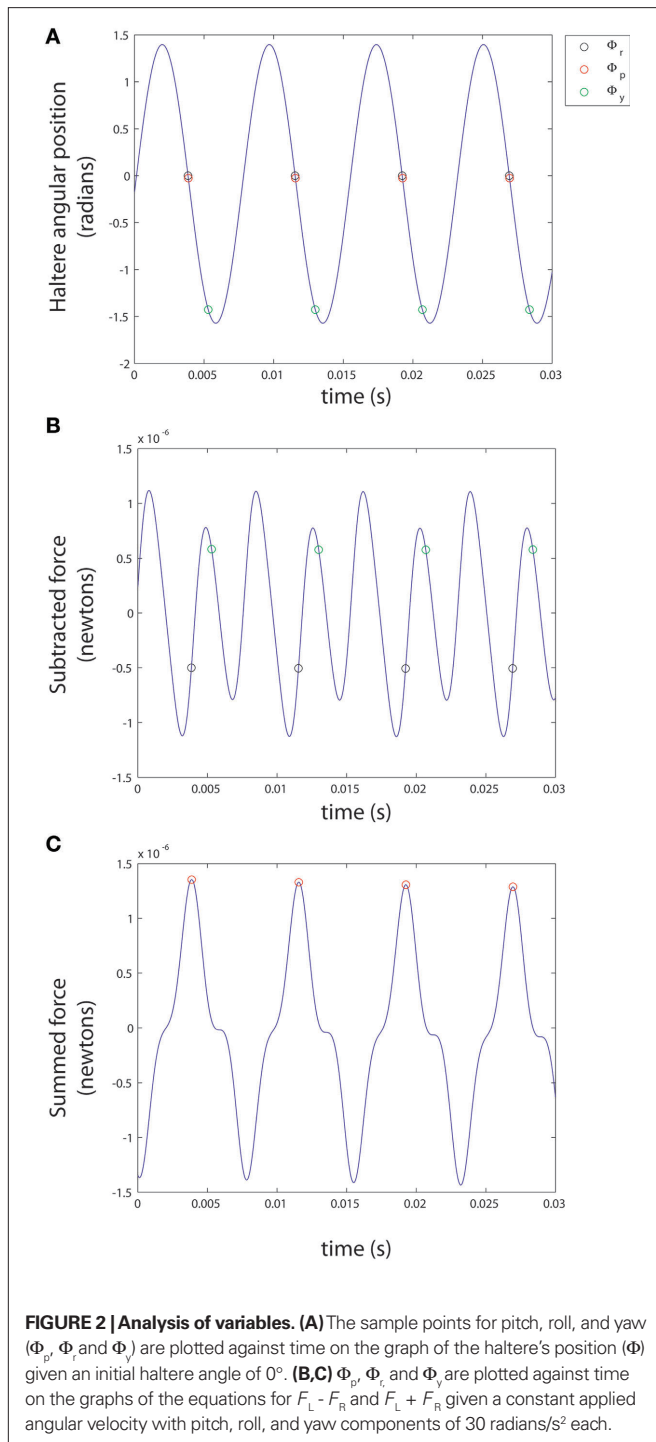 A
1.5
1
0.5
0
-0.5
-1
-1.5
-2
Haltere angular position
(radians)
0 0.005 0.01 0.015 0.02 0.025 0.03
time (s)
Φr
Φp
Φy
B
x 10-6
1.5
1
0.5
0
-0.5
-1
-1.5
Subtracted force
(newtons)
0 0.005 0.01 0.015 0.02 0.025 0.03
time (s)
C
x 10-6
1.5
1
0.5
0
-0.5
-1
-1.5
Summed force
(newtons)
0 0.005 0.01 0.015 0.02 0.025 0.03
time (s)
FIGURE 2 | Analysis of variables. (A) The sample points for pitch, roll, and yaw
(Φp, Φr and Φy) are plotted against time on the graph of the haltere's position (Φ)
given an initial haltere angle of 0°. (B,C) Φp, Φr, and Φy are plotted against time
on the graphs of the equations for FL - FR and FL + FR given a constant applied
angular velocity with pitch, roll, and yaw components of 30 radians/s2 each.